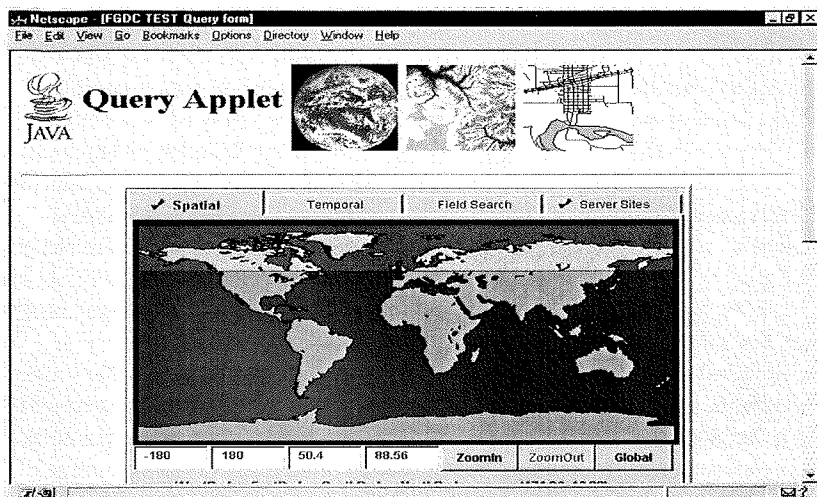 Netscape - [FGDC TEST Query form]
File Edit View Go Bookmarks Options Directory Window Help
JAVA
Query Applet
Spatial Temporal Field Search Server Sites
-180 180 50.4 88.56 ZoomIn ZoomOut Global